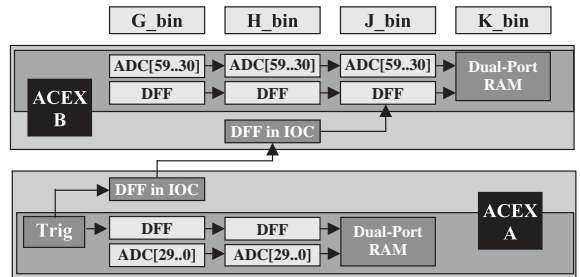 G_bin H_bin J_bin K_bin
ADC[59..30] ADC[59..30] ADC[59..30] Dual-Port RAM
ACEX B
DFF DFF DFF
DFF in IOC
DFF in IOC
ACEX A
Trig DFF DFF Dual-Port RAM
ADC[29..0] ADC[29..0]